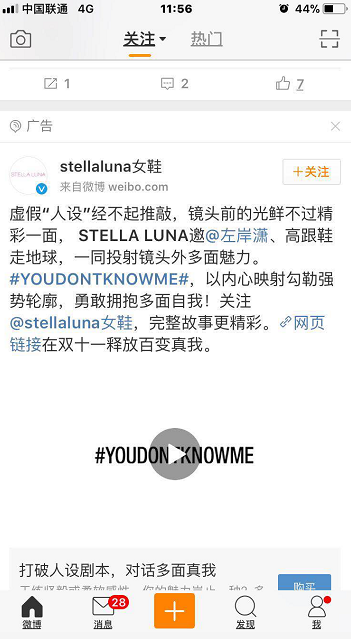 中国联通 4G 11:56 44%
关注 热门
1 2 7
广告
STELLA LUNA
stellaluna女鞋
+关注
来自微博 weibo.com
虚假“人设”经不起推敲，镜头前的光鲜不过精
彩一面， STELLA LUNA邀@左岸潇、高跟鞋
走地球，一同投射镜头外多面魅力。
#YOUDONTKNOWME#，以内心映射勾勒强
势轮廓，勇敢拥抱多面自我！关注
@stellaluna女鞋，完整故事更精彩。网页
链接在双十一释放百变真我。
#YOUDONTKNOWME
打破人设剧本，对话多面真我
购买
28
微博 消息 发现 我